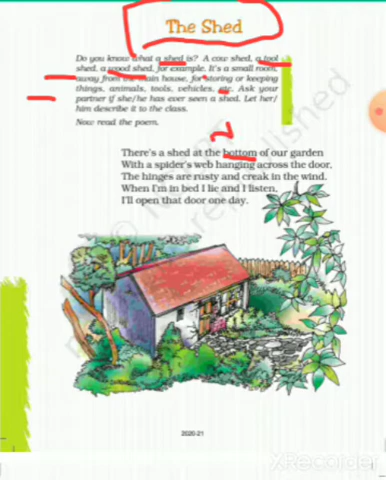 The Shed
Do you know what a shed is? A cow shed, a tool
shed, a wood shed, for example. It's a small room,
away from the main house, for storing or keeping
things, animals, tools, vehicles, etc. Ask your
partner if she/he has ever seen a shed. Let her/
him describe it to the class.
Now read the poem.
There's a shed at the bottom of our garden
With a spider's web hanging across the door,
The hinges are rusty and creak in the wind.
When I'm in bed I lie and I listen,
I'll open that door one day.
2020-21
XRecorder